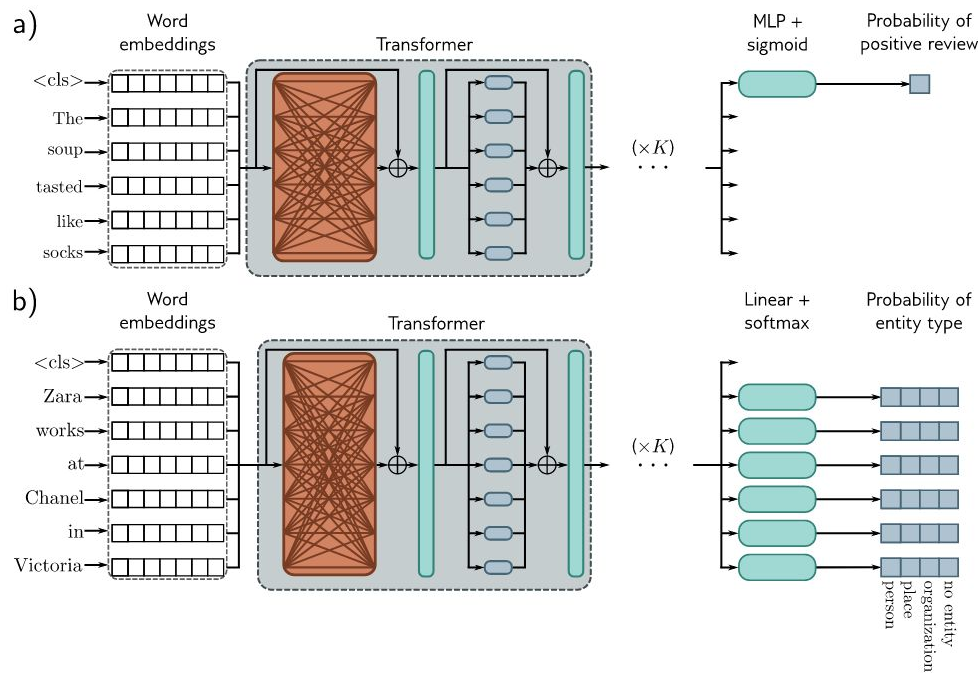 a)
Word
embeddings
Transformer
MLP +
sigmoid
Probability of
positive review
<cls>
The
soup
tasted
like
socks
(×K)
· · ·
b)
Word
embeddings
Transformer
Linear +
softmax
Probability of
entity type
<cls>
Zara
works
at
Chanel
in
Victoria
(×K)
· · ·
person
place
organization
no entity